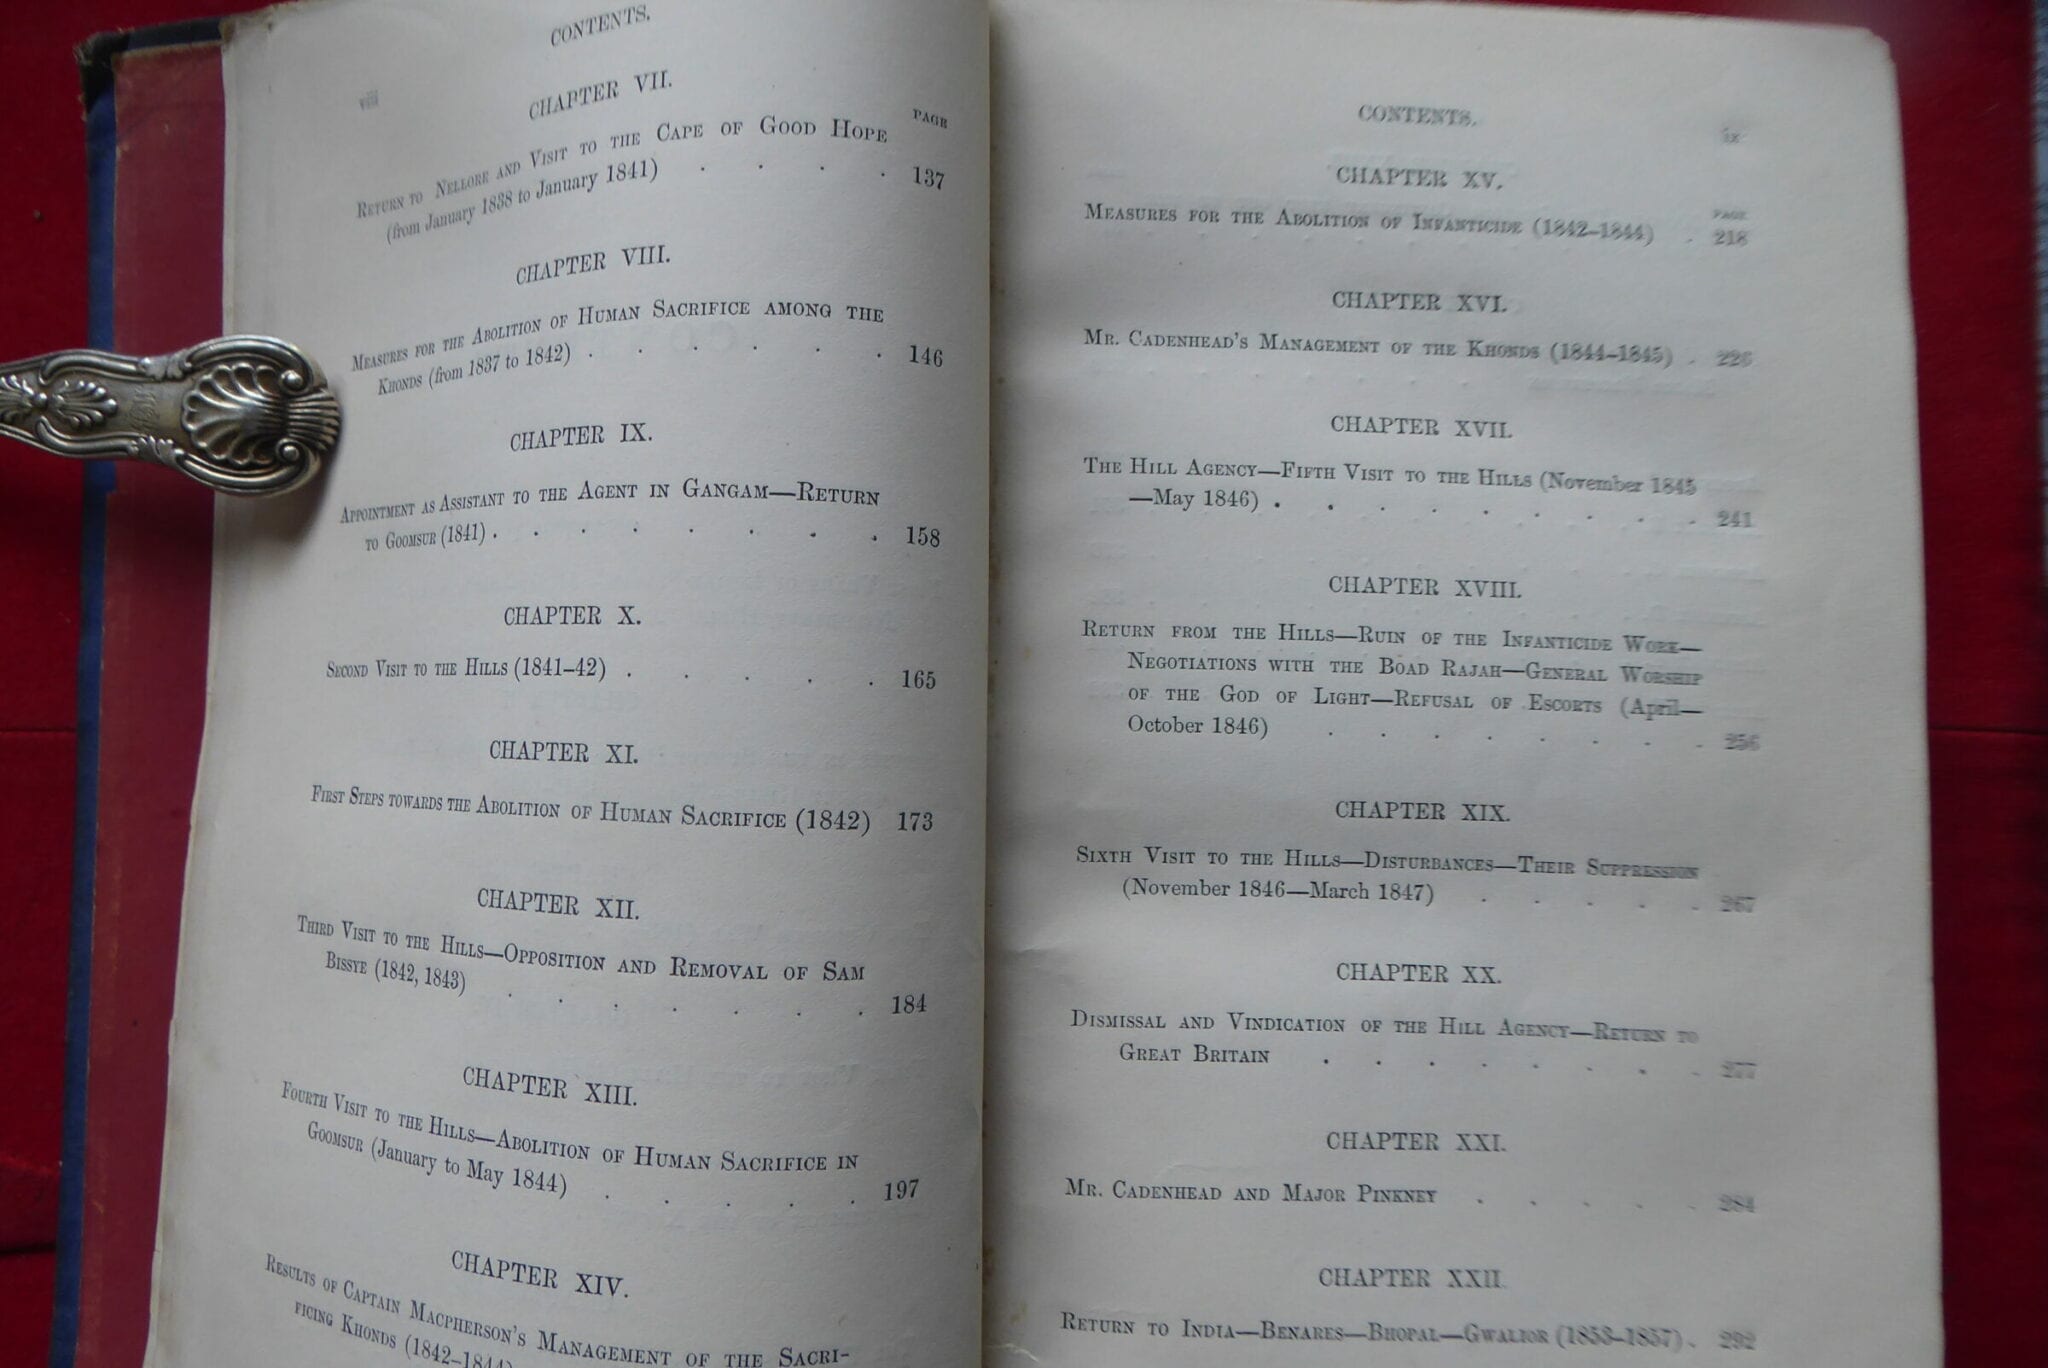 viii
CONTENTS.
CHAPTER VII.
PAGE
RETURN TO NELLORE AND VISIT TO THE CAPE OF GOOD HOPE
(from January 1838 to January 1841) . . . . 137
CHAPTER VIII.
MEASURES FOR THE ABOLITION OF HUMAN SACRIFICE AMONG THE
KHONDS (from 1837 to 1842) . . . . . . 146
CHAPTER IX.
APPOINTMENT AS ASSISTANT TO THE AGENT IN GANGAM—RETURN
TO GOOMSUR (1841) . . . . . . . . 158
CHAPTER X.
SECOND VISIT TO THE HILLS (1841–42) . . . . . 165
CHAPTER XI.
FIRST STEPS TOWARDS THE ABOLITION OF HUMAN SACRIFICE (1842) 173
CHAPTER XII.
THIRD VISIT TO THE HILLS—OPPOSITION AND REMOVAL OF SAM
BISSYE (1842, 1843) . . . . . . . 184
CHAPTER XIII.
FOURTH VISIT TO THE HILLS—ABOLITION OF HUMAN SACRIFICE IN
GOOMSUR (January to May 1844) . . . . . 197
CHAPTER XIV.
RESULTS OF CAPTAIN MACPHERSON'S MANAGEMENT OF THE SACRI-
FICING KHONDS (1842–1844)
CONTENTS.
ix
CHAPTER XV.
PAGE
MEASURES FOR THE ABOLITION OF INFANTICIDE (1842–1844) . 218
CHAPTER XVI.
MR. CADENHEAD'S MANAGEMENT OF THE KHONDS (1844–1845) . 226
CHAPTER XVII.
THE HILL AGENCY—FIFTH VISIT TO THE HILLS (November 1845
—May 1846) . . . . . . . . . 241
CHAPTER XVIII.
RETURN FROM THE HILLS—RUIN OF THE INFANTICIDE WORK—
NEGOTIATIONS WITH THE BOAD RAJAH—GENERAL WORSHIP
OF THE GOD OF LIGHT—REFUSAL OF ESCORTS (April—
October 1846) . . . . . . . . 256
CHAPTER XIX.
SIXTH VISIT TO THE HILLS—DISTURBANCES—THEIR SUPPRESSION
(November 1846—March 1847) . . . . . 267
CHAPTER XX.
DISMISSAL AND VINDICATION OF THE HILL AGENCY—RETURN TO
GREAT BRITAIN . . . . . . . . 277
CHAPTER XXI.
MR. CADENHEAD AND MAJOR PINKNEY . . . . . 284
CHAPTER XXII.
RETURN TO INDIA—BENARES—BHOPAL—GWALIOR (1853–1857) . 292